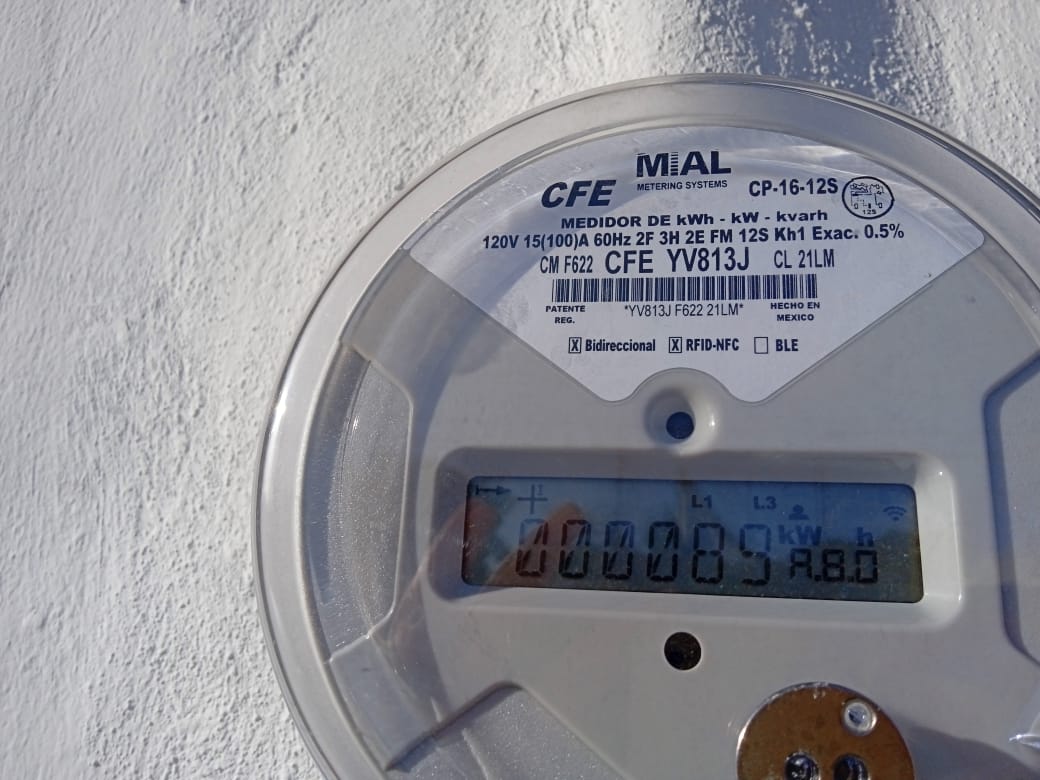 MIAL
METERING SYSTEMS
CFE
CP-16-12S
12S
MEDIDOR DE kWh - kW - kvarh
120V 15(100)A 60Hz 2F 3H 2E FM 12S Kh1 Exac. 0.5%
CM F622 CFE YV813J CL 21LM
PATENTE REG.
*YV813J F622 21LM*
HECHO EN MEXICO
X Bidireccional X RFID-NFC BLE
L1 L3
000089 kW h
A.8.0